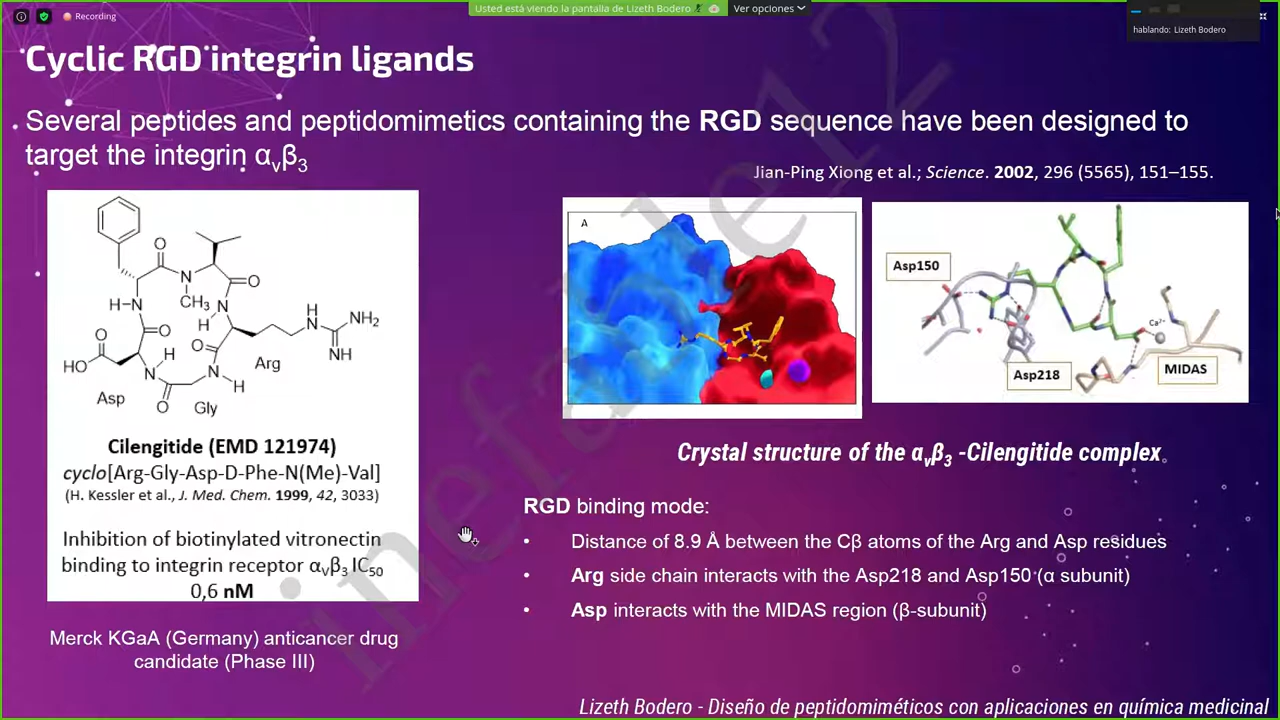 Recording
Usted está viendo la pantalla de Lizeth Bodero
Ver opciones
hablando: Lizeth Bodero
Cyclic RGD integrin ligands
Several peptides and peptidomimetics containing the RGD sequence have been designed to
target the integrin αvβ3
Jian-Ping Xiong et al.; Science. 2002, 296 (5565), 151–155.
O
N
CH3
O
H-N
N
H
O
O
HO
O
N
H
N
H
O
H
N
NH2
NH
Arg
Asp
Gly
Cilengitide (EMD 121974)
cyclo[Arg-Gly-Asp-D-Phe-N(Me)-Val]
(H. Kessler et al., J. Med. Chem. 1999, 42, 3033)
Inhibition of biotinylated vitronectin
binding to integrin receptor αvβ3 IC50
0,6 nM
Merck KGaA (Germany) anticancer drug
candidate (Phase III)
A
Asp150
Asp218
Ca2+
MIDAS
Crystal structure of the αvβ3 -Cilengitide complex
RGD binding mode:
• Distance of 8.9 Å between the Cβ atoms of the Arg and Asp residues
• Arg side chain interacts with the Asp218 and Asp150 (α subunit)
• Asp interacts with the MIDAS region (β-subunit)
Lizeth Bodero - Diseño de peptidomiméticos con aplicaciones en química medicinal